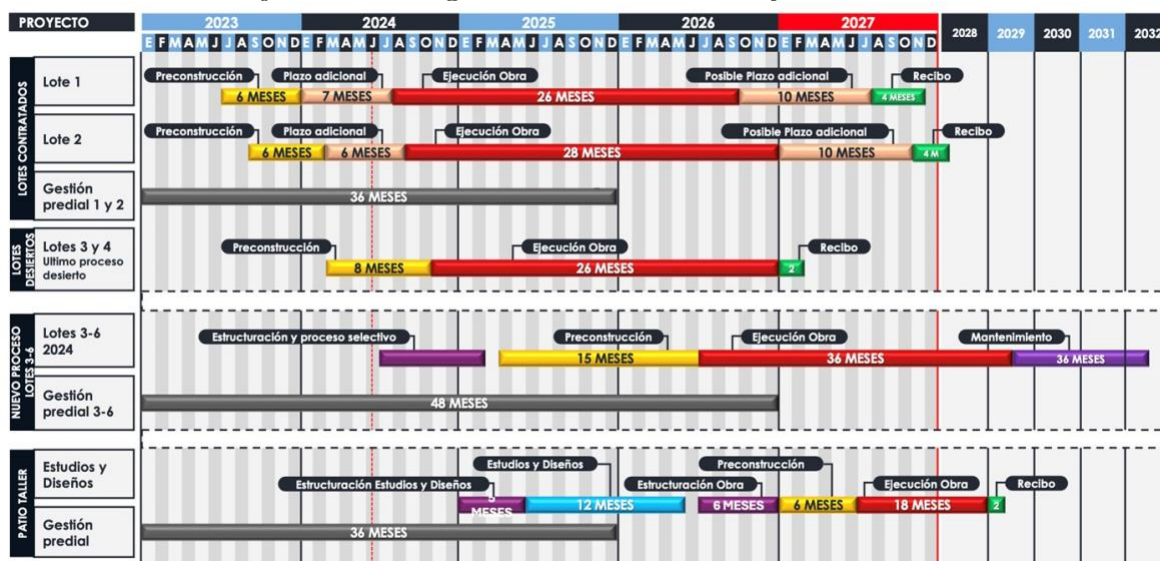 PROYECTO 2023 2024 2025 2026 2027 2028 2029 2030 2031 2032
E F M A M J J A S O N D E F M A M J J A S O N D E F M A M J J A S O N D E F M A M J J A S O N D E F M A M J J A S O N D
LOTES CONTRATADOS
Lote 1
Preconstrucción Plazo adicional Ejecución Obra Posible Plazo adicional Recibo
6 MESES 7 MESES 26 MESES 10 MESES 4 MESES
Lote 2
Preconstrucción Plazo adicional Ejecución Obra Posible Plazo adicional Recibo
6 MESES 6 MESES 28 MESES 10 MESES 4 M
Gestión
predial 1 y 2
36 MESES
LOTES
DESIERTOS
Lotes 3 y 4
Ultimo proceso
desierto
Preconstrucción Ejecución Obra Recibo
8 MESES 26 MESES 2
NUEVO PROCESO
LOTES 3-6
Lotes 3-6
2024
Estructuración y proceso selectivo Preconstrucción Ejecución Obra Mantenimiento
15 MESES 36 MESES 36 MESES
Gestión
predial 3-6
48 MESES
PATIO TALLER
Estudios y
Diseños
Estudios y Diseños Preconstrucción
Estructuración Estudios y Diseños Estructuración Obra Ejecución Obra Recibo
5 MESES 12 MESES 6 MESES 6 MESES 18 MESES 2
Gestión
predial
36 MESES